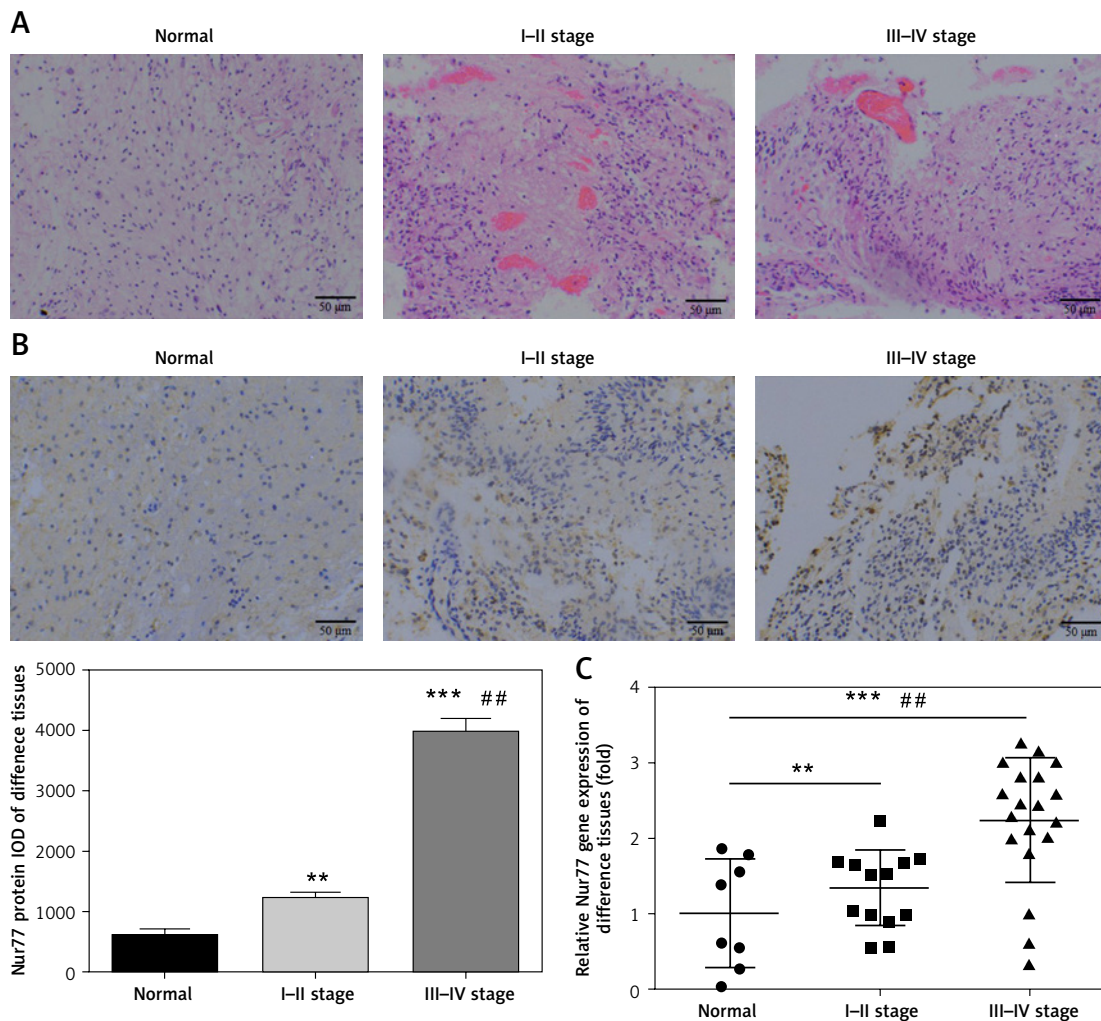 A
Normal
I–II stage
III–IV stage
50 µm
50 µm
50 µm
B
Normal
I–II stage
III–IV stage
50 µm
50 µm
50 µm
Nur77 protein IOD of diffenece tissues
5000
4000
3000
2000
1000
0
**
*** ##
Normal
I–II stage
III–IV stage
C
Relative Nur77 gene expression of
difference tissues (fold)
4
3
2
1
0
*** ##
**
Normal
I–II stage
III–IV stage